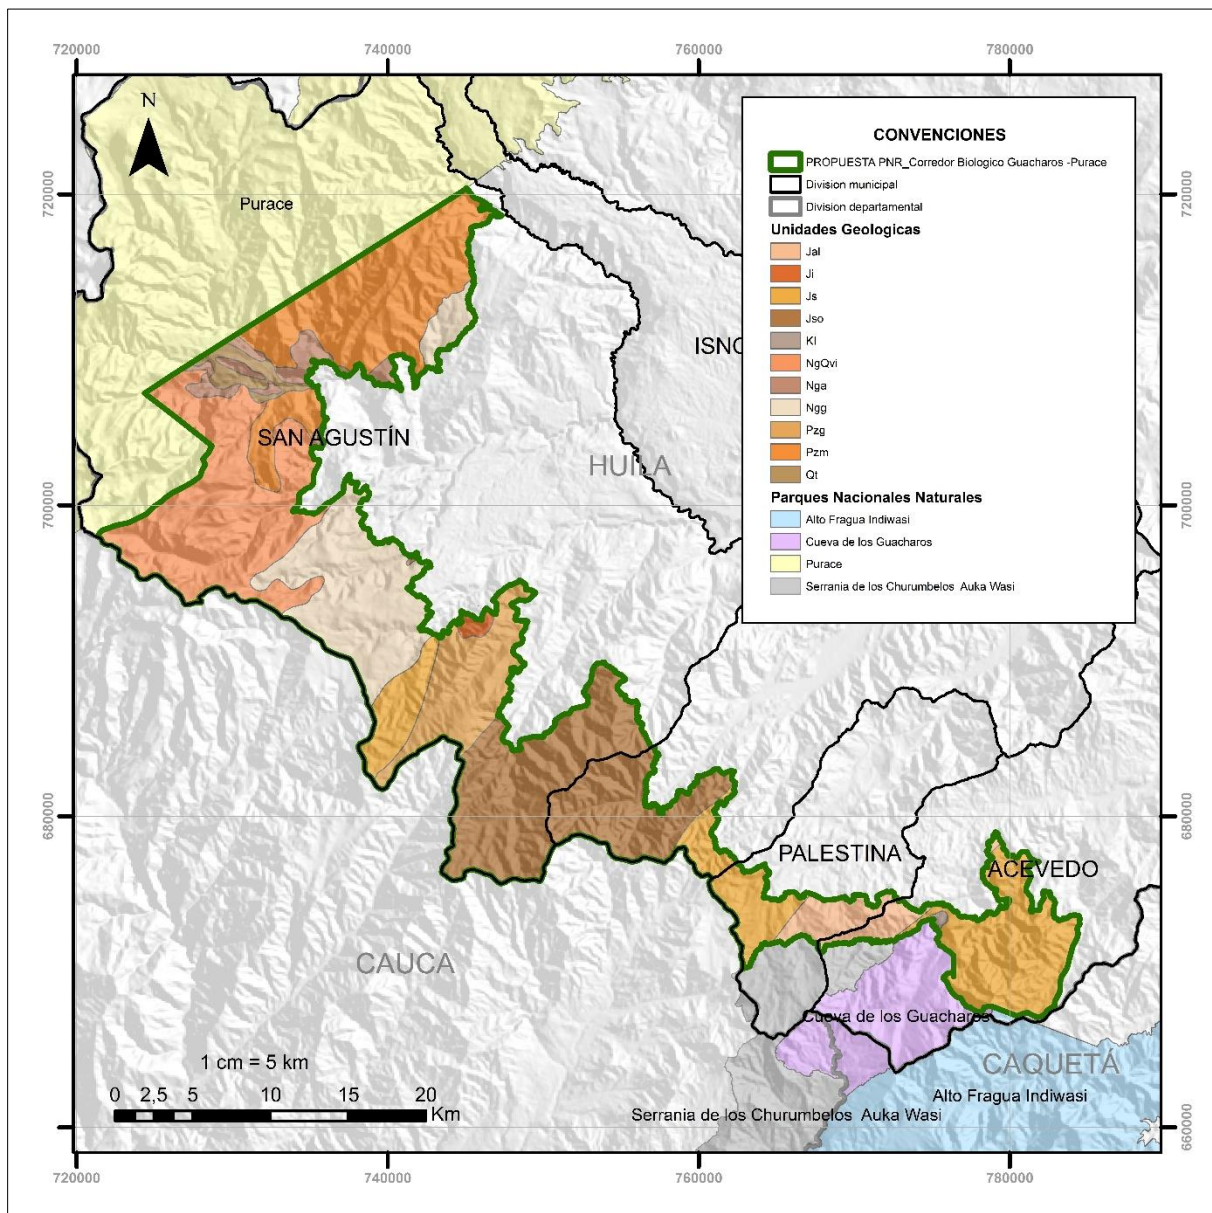 720000 740000 760000 780000
N
CONVENCIONES
PROPUESTA PNR_Corredor Biologico Guacharos -Purace
Division municipal
Division departamental
Unidades Geologicas
Jal
Ji
Js
Jso
KI
NgQvi
Nga
Ngg
Pzg
Pzm
Qt
Parques Nacionales Naturales
Alto Fragua Indiwasi
Cueva de los Guacharos
Purace
Serrania de los Churumbelos Auka Wasi
720000
720000
Purace
ISNO
SAN AGUSTÍN
HUILA
700000
700000
680000
680000
PALESTINA
ACEVEDO
CAUCA
Cueva de los Guacharos
CAQUETÁ
1 cm = 5 km
0 2,5 5 10 15 20
Km
Alto Fragua Indiwasi
Serrania de los Churumbelos Auka Wasi
660000
660000
720000 740000 760000 780000